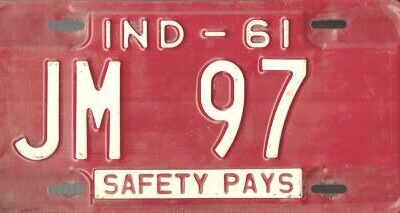 IND - 61
JM 97
SAFETY PAYS